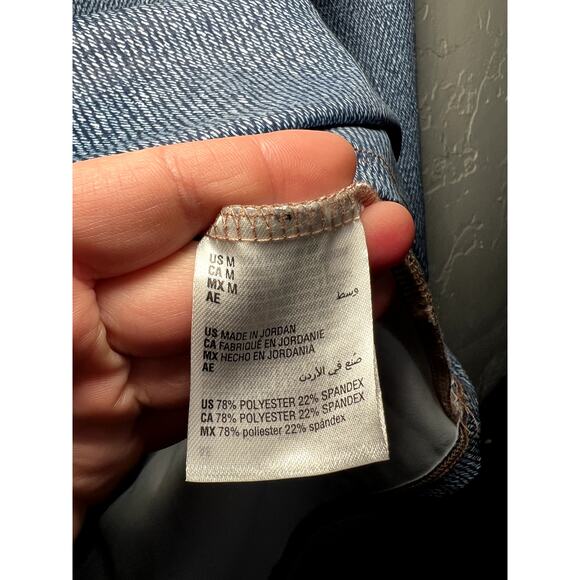 US M
CA M
MX M
AE وسط
US MADE IN JORDAN
CA FABRIQUÉ EN JORDANIE
MX HECHO EN JORDANIA
AE صنع في الأردن
US 78% POLYESTER 22% SPANDEX
CA 78% POLYESTER 22% SPANDEX
MX 78% poliester 22% spándex